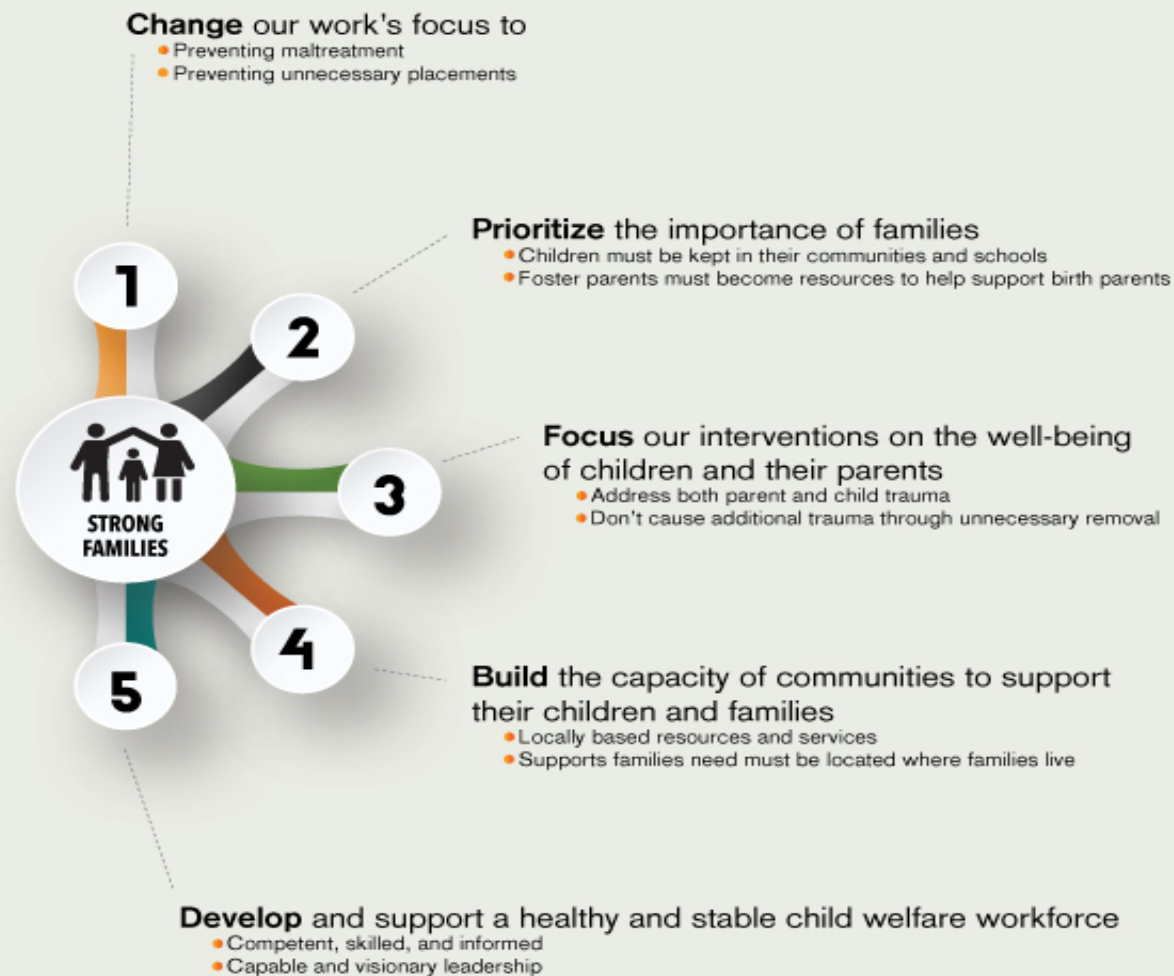 Change our work's focus to
• Preventing maltreatment
• Preventing unnecessary placements
1
Prioritize the importance of families
• Children must be kept in their communities and schools
• Foster parents must become resources to help support birth parents
2
Focus our interventions on the well-being
of children and their parents
• Address both parent and child trauma
• Don't cause additional trauma through unnecessary removal
3
STRONG
FAMILIES
4
Build the capacity of communities to support
their children and families
• Locally based resources and services
• Supports families need must be located where families live
5
Develop and support a healthy and stable child welfare workforce
• Competent, skilled, and informed
• Capable and visionary leadership